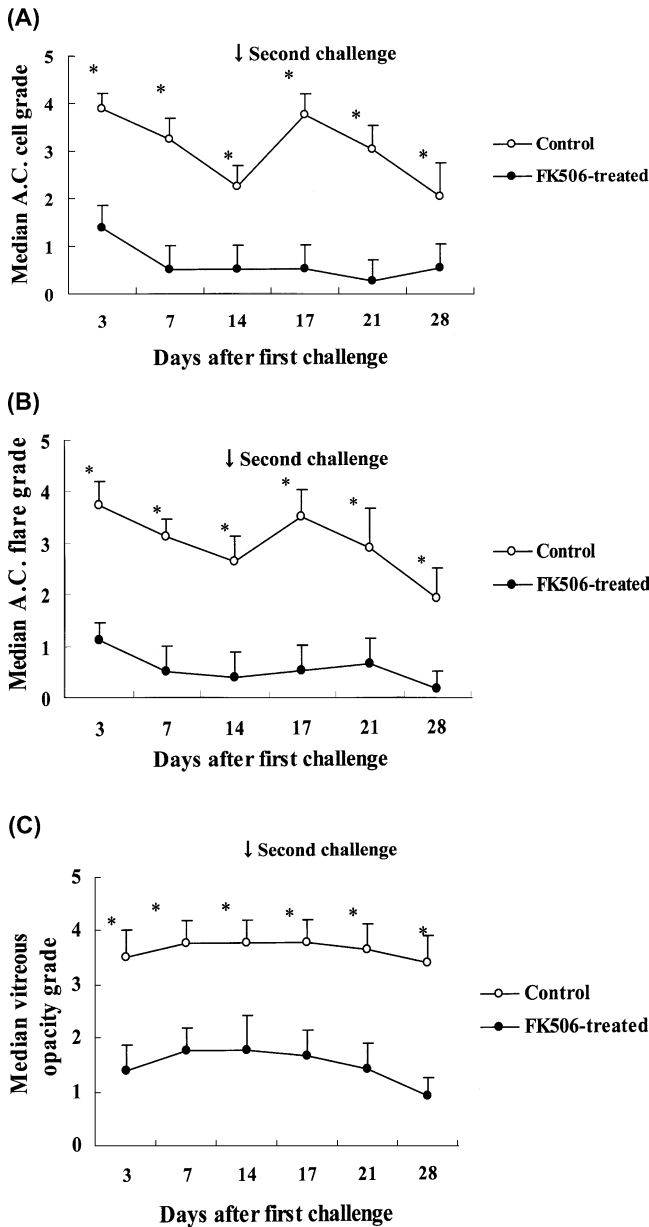 (A)
↓ Second challenge
Median A.C. cell grade
5
4
3
2
1
0
* * * * * *
Control
FK506-treated
3 7 14 17 21 28
Days after first challenge
(B)
↓ Second challenge
Median A.C. flare grade
5
4
3
2
1
0
* * * * * *
Control
FK506-treated
3 7 14 17 21 28
Days after first challenge
(C)
↓ Second challenge
Median vitreous
opacity grade
5
4
3
2
1
0
* * * * * *
Control
FK506-treated
3 7 14 17 21 28
Days after first challenge